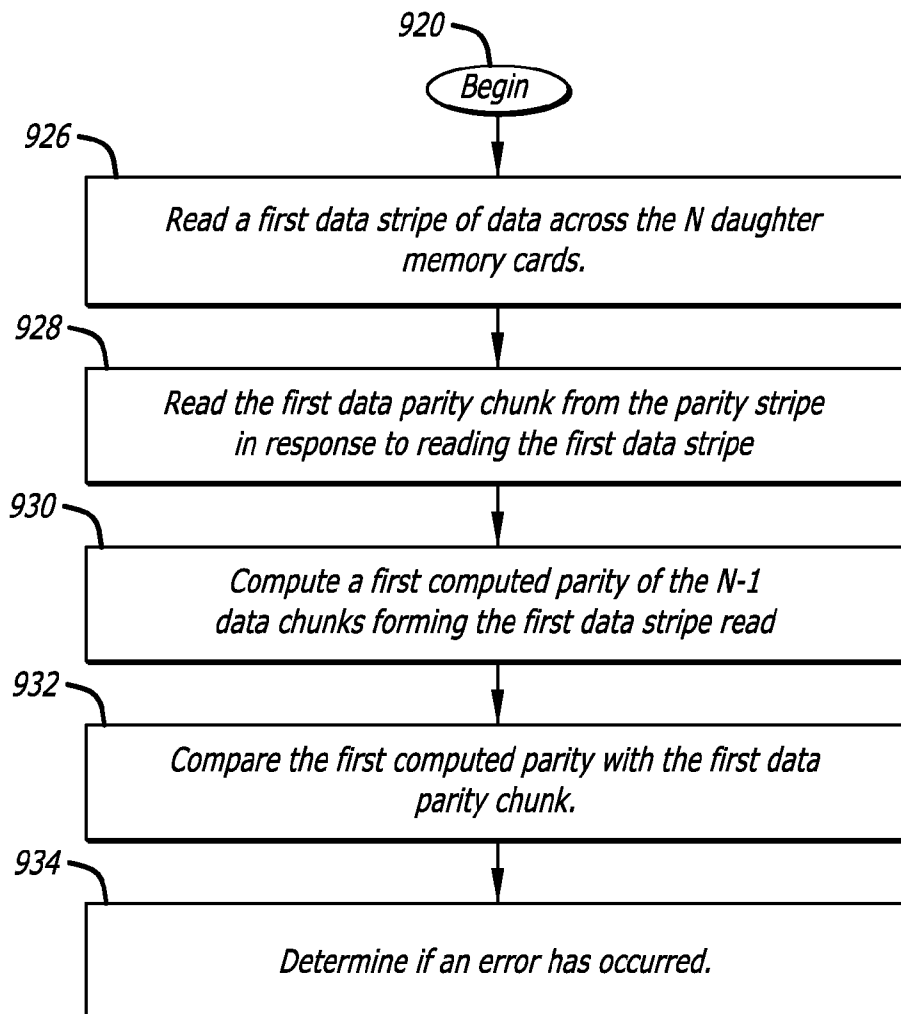 920
Begin
926
Read a first data stripe of data across the N daughter
memory cards.
928
Read the first data parity chunk from the parity stripe
in response to reading the first data stripe
930
Compute a first computed parity of the N-1
data chunks forming the first data stripe read
932
Compare the first computed parity with the first data
parity chunk.
934
Determine if an error has occurred.